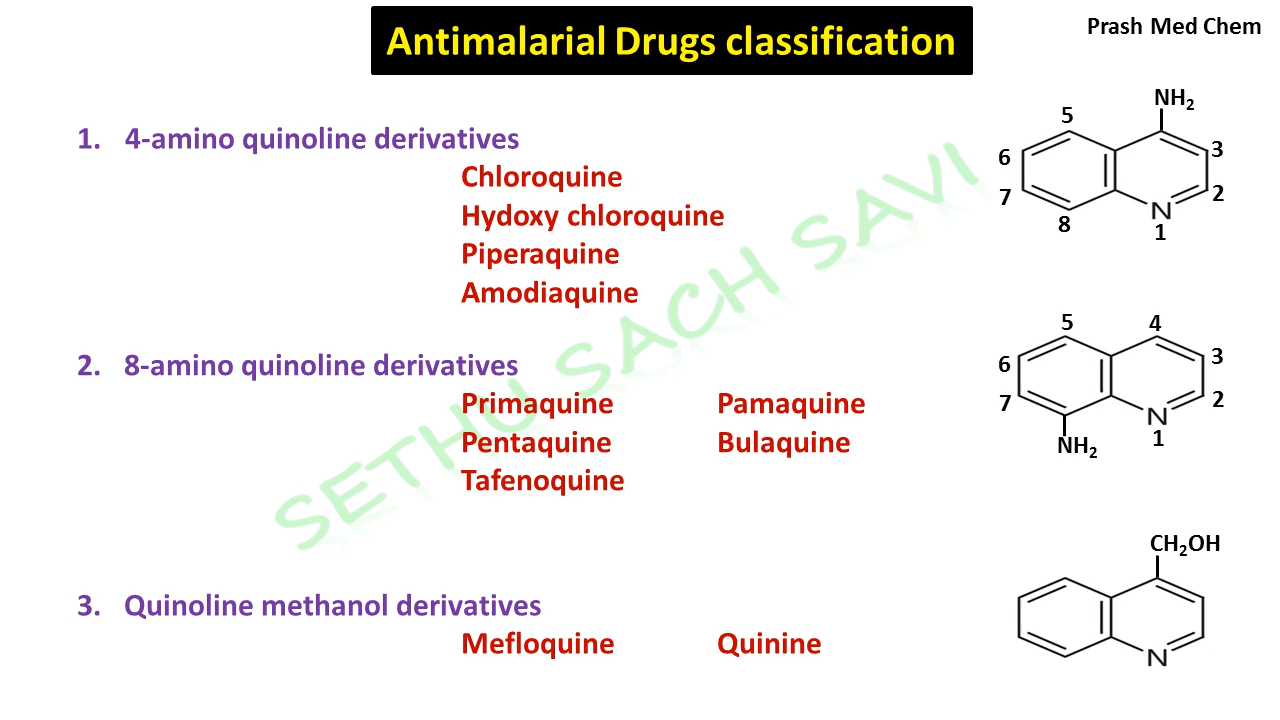 Antimalarial Drugs classification
Prash Med Chem
1. 4-amino quinoline derivatives
Chloroquine
Hydoxy chloroquine
Piperaquine
Amodiaquine
NH2
5
6
3
7
2
8
N
1
2. 8-amino quinoline derivatives
Primaquine Pamaquine
Pentaquine Bulaquine
Tafenoquine
5 4
6
3
7
2
N
1
NH2
3. Quinoline methanol derivatives
Mefloquine Quinine
CH2OH
N
SETHU SACH SAVI